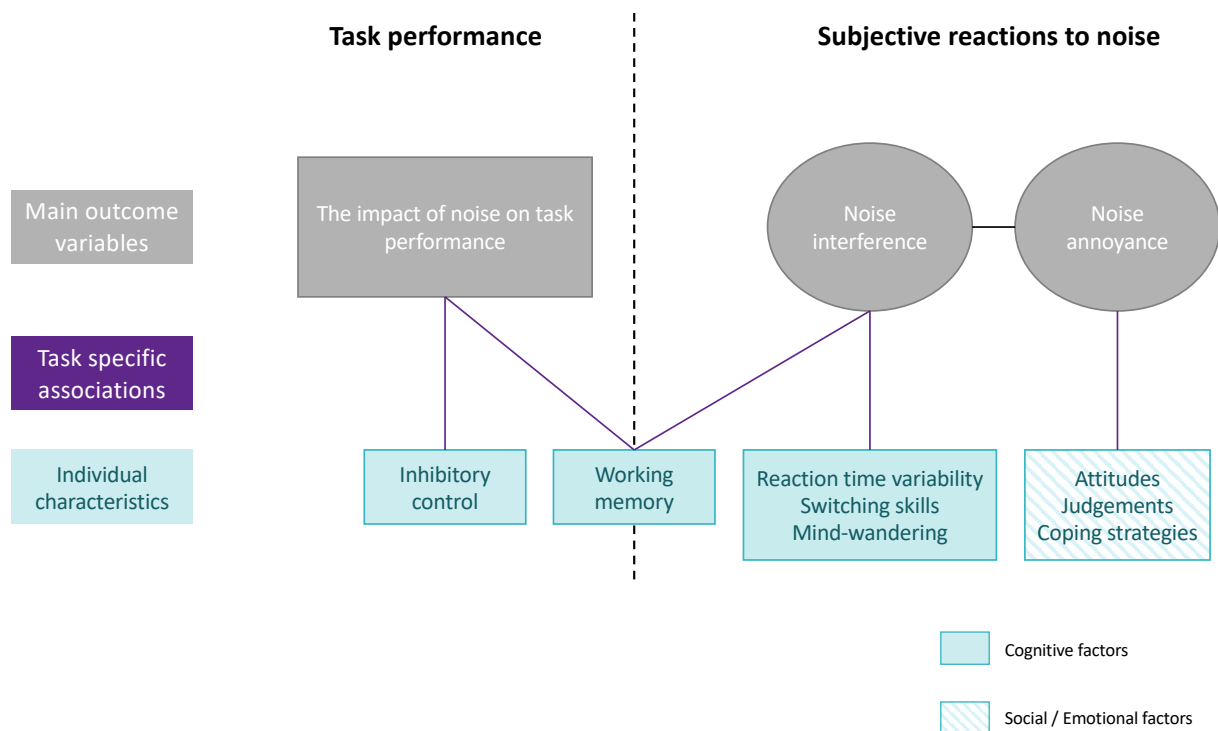 Task performance
Subjective reactions to noise
Main outcome
variables
The impact of noise on task
performance
Noise
interference
Noise
annoyance
Task specific
associations
Individual
characteristics
Inhibitory
control
Working
memory
Reaction time variability
Switching skills
Mind-wandering
Attitudes
Judgements
Coping strategies
Cognitive factors
Social / Emotional factors